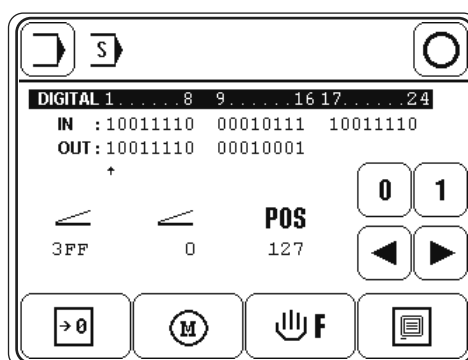 S
DIGITAL 1......8 9......16 17......24
IN :10011110 00010111 10011110
OUT:10011110 00010001
0 1
POS
3FF 0 127
→0 M F